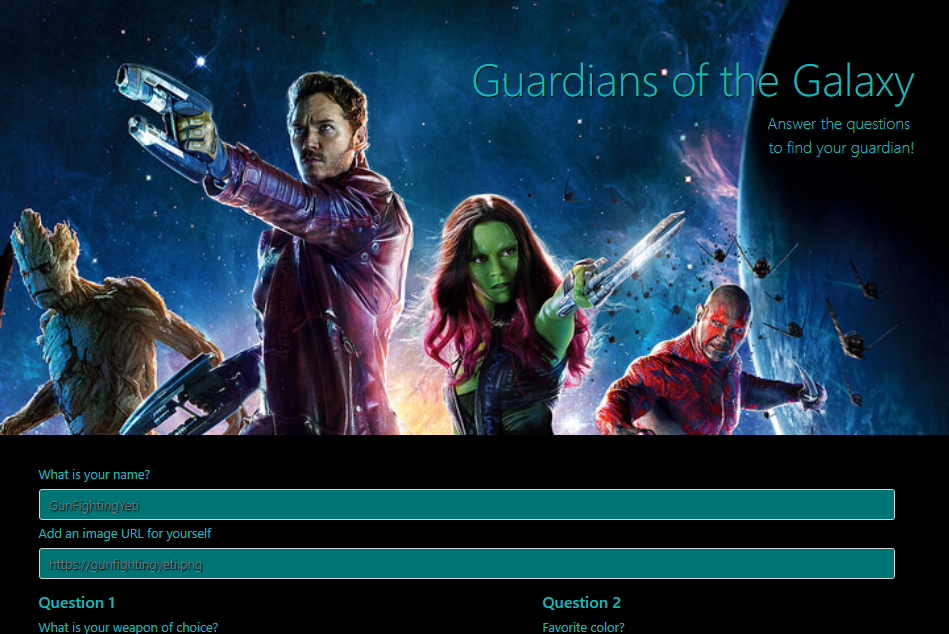 Guardians of the Galaxy
Answer the questions
to find your guardian!
What is your name?
GunFightingYeti
Add an image URL for yourself
https://gunfightingyeti.png
Question 1
Question 2
What is your weapon of choice?
Favorite color?